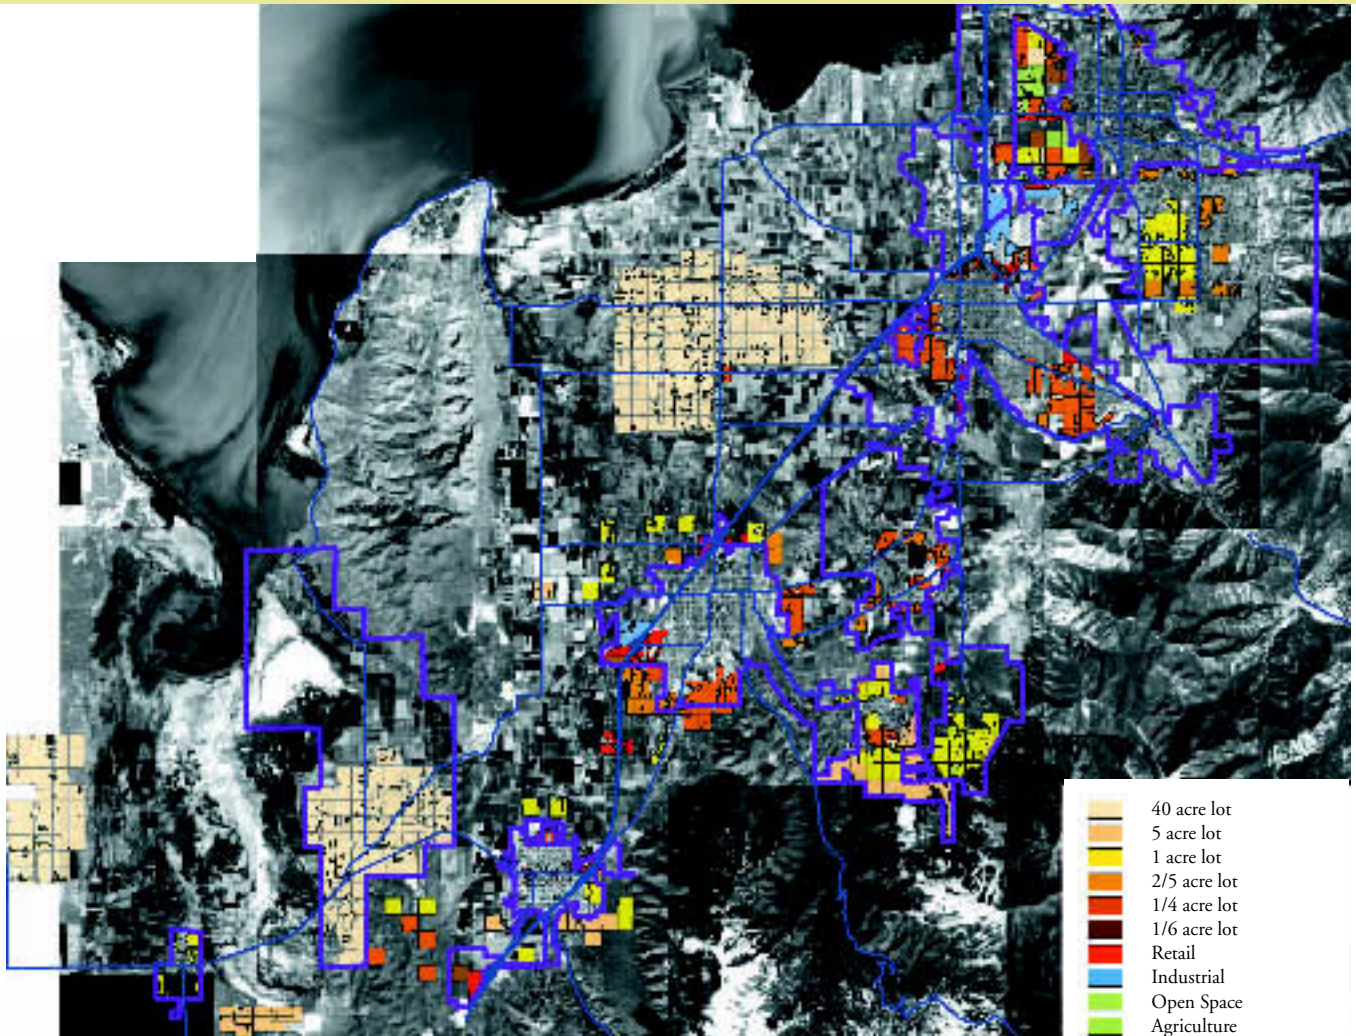 40 acre lot
5 acre lot
1 acre lot
2/5 acre lot
1/4 acre lot
1/6 acre lot
Retail
Industrial
Open Space
Agriculture